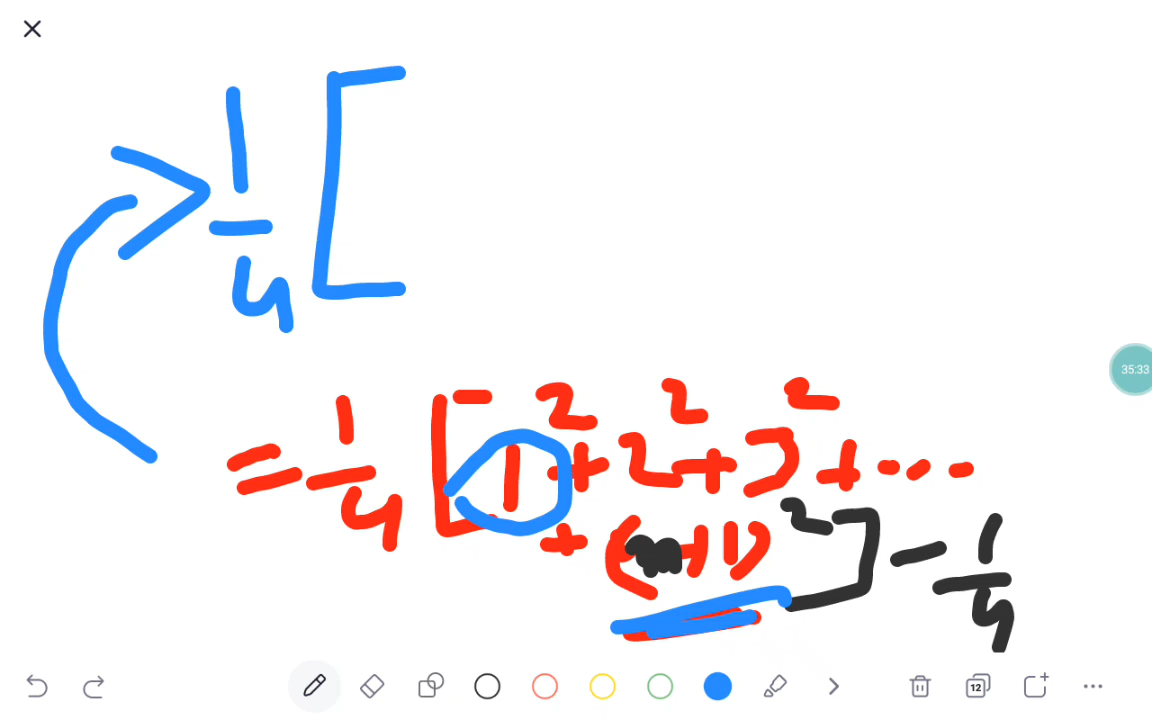 1/4 [
= 1/4 [1² + 2² + 3² + ...
+ (n+1)²] - 1/4
35:33
12